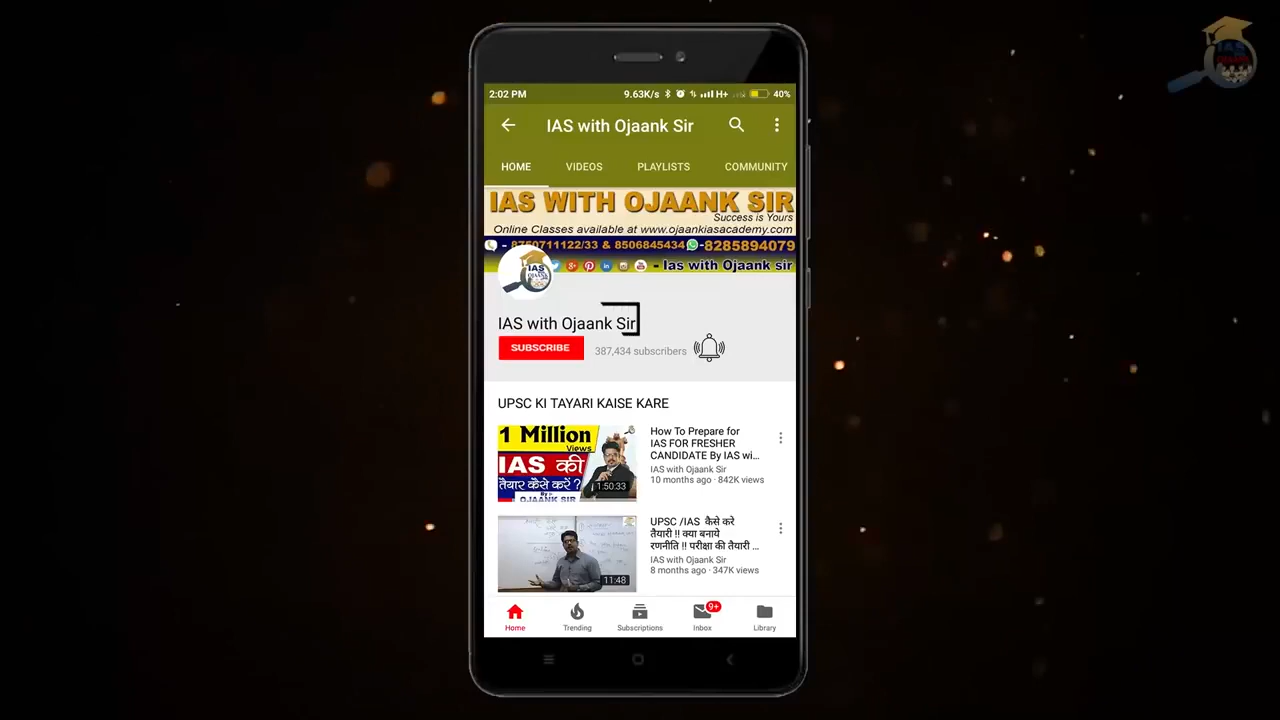 2:02 PM 9.63K/s H+ 40%
IAS with Ojaank Sir
HOME VIDEOS PLAYLISTS COMMUNITY
IAS WITH OJAANK SIR
Success is Yours
Online Classes available at www.ojaankiasacademy.com
- 8750711122/33 & 8506845434 -8285894079
- Ias with Ojaank sir
IAS with Ojaank Sir
SUBSCRIBE 387,434 subscribers
UPSC KI TAYARI KAISE KARE
1 Million
Views
IAS की
तैयार कैसे करें ?
By :-
OJAANK SIR
1:50:33
How To Prepare for
IAS FOR FRESHER
CANDIDATE By IAS wi...
IAS with Ojaank Sir
10 months ago · 842K views
11:48
UPSC /IAS कैसे करे
तैयारी !! क्या बनाये
रणनीति !! परीक्षा की तैयारी ...
IAS with Ojaank Sir
8 months ago · 347K views
9+
Home Trending Subscriptions Inbox Library